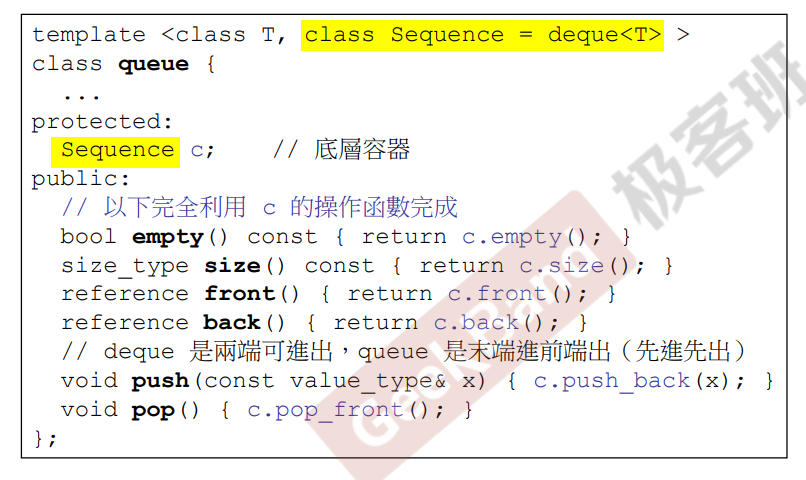 template <class T, class Sequence = deque<T> >
class queue {
  ...
protected:
  Sequence c;    // 底層容器
public:
  // 以下完全利用 c 的操作函數完成
  bool empty() const { return c.empty(); }
  size_type size() const { return c.size(); }
  reference front() { return c.front(); }
  reference back() { return c.back(); }
  // deque 是兩端可進出，queue 是末端進前端出（先進先出）
  void push(const value_type& x) { c.push_back(x); }
  void pop() { c.pop_front(); }
};
GeekBand 极客班